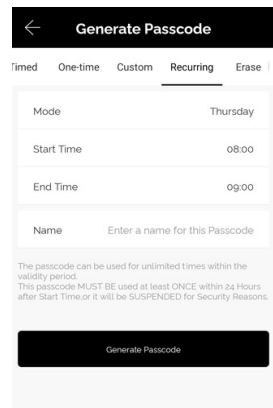 Generate Passcode
Timed One-time Custom Recurring Erase
Mode Thursday
Start Time 08:00
End Time 09:00
Name Enter a name for this Passcode
The passcode can be used for unlimited times within the
validity period.
This passcode MUST BE used at least ONCE within 24 Hours
after Start Time,or it will be SUSPENDED for Security Reasons.
Generate Passcode